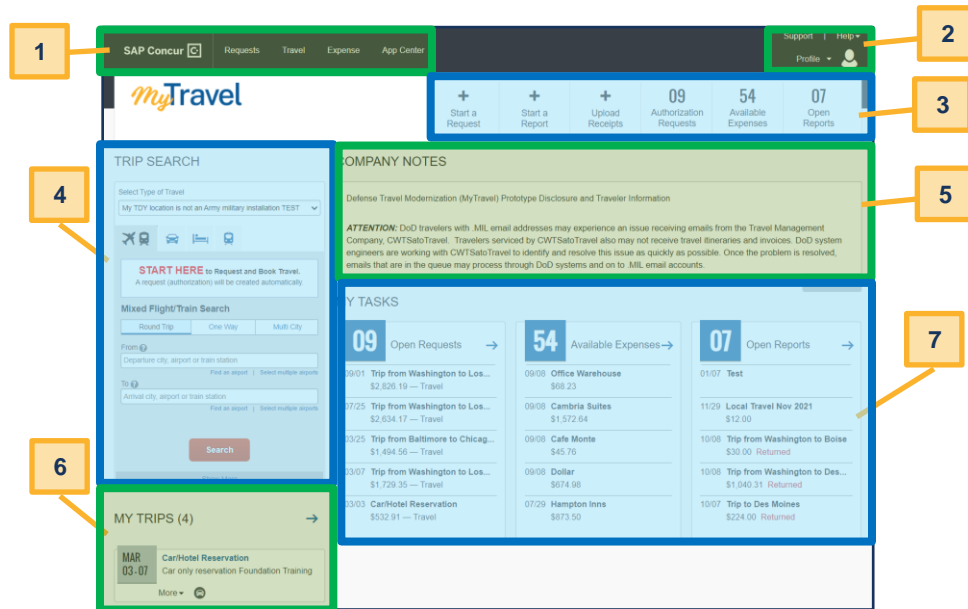 1
2
3
4
5
6
7
SAP Concur C
Requests Travel Expense App Center
Support | Help
Profile
MyTravel
+ Start a Request
+ Start a Report
+ Upload Receipts
09 Authorization Requests
54 Available Expenses
07 Open Reports
TRIP SEARCH
Select Type of Travel
My TDY location is not an Army military installation TEST
START HERE to Request and Book Travel.
A request (authorization) will be created automatically.
Mixed Flight/Train Search
Round Trip One Way Multi City
From ?
Departure city, airport or train station
Find an airport | Select multiple airports
To ?
Arrival city, airport or train station
Find an airport | Select multiple airports
Search
COMPANY NOTES
Defense Travel Modernization (MyTravel) Prototype Disclosure and Traveler Information
ATTENTION: DoD travelers with .MIL email addresses may experience an issue receiving emails from the Travel Management
Company, CWTSatoTravel. Travelers serviced by CWTSatoTravel also may not receive travel itineraries and invoices. DoD system
engineers are working with CWTSatoTravel to identify and resolve this issue as quickly as possible. Once the problem is resolved,
emails that are in the queue may process through DoD systems and on to .MIL email accounts.
MY TRIPS (4)
MAR
03-07
Car/Hotel Reservation
Car only reservation Foundation Training
More
Y TASKS
09 Open Requests
09/01 Trip from Washington to Los...
$2,826.19 — Travel
07/25 Trip from Washington to Los...
$2,634.17 — Travel
03/25 Trip from Baltimore to Chicag...
$1,494.56 — Travel
03/07 Trip from Washington to Los...
$1,729.35 — Travel
03/03 Car/Hotel Reservation
$532.91 — Travel
54 Available Expenses
09/08 Office Warehouse
$68.23
09/08 Cambria Suites
$1,572.64
09/08 Cafe Monte
$45.76
09/08 Dollar
$674.98
07/29 Hampton Inns
$873.50
07 Open Reports
01/07 Test
11/29 Local Travel Nov 2021
$12.00
10/08 Trip from Washington to Boise
$30.00 Returned
10/08 Trip from Washington to Des...
$1,040.31 Returned
10/07 Trip to Des Moines
$224.00 Returned